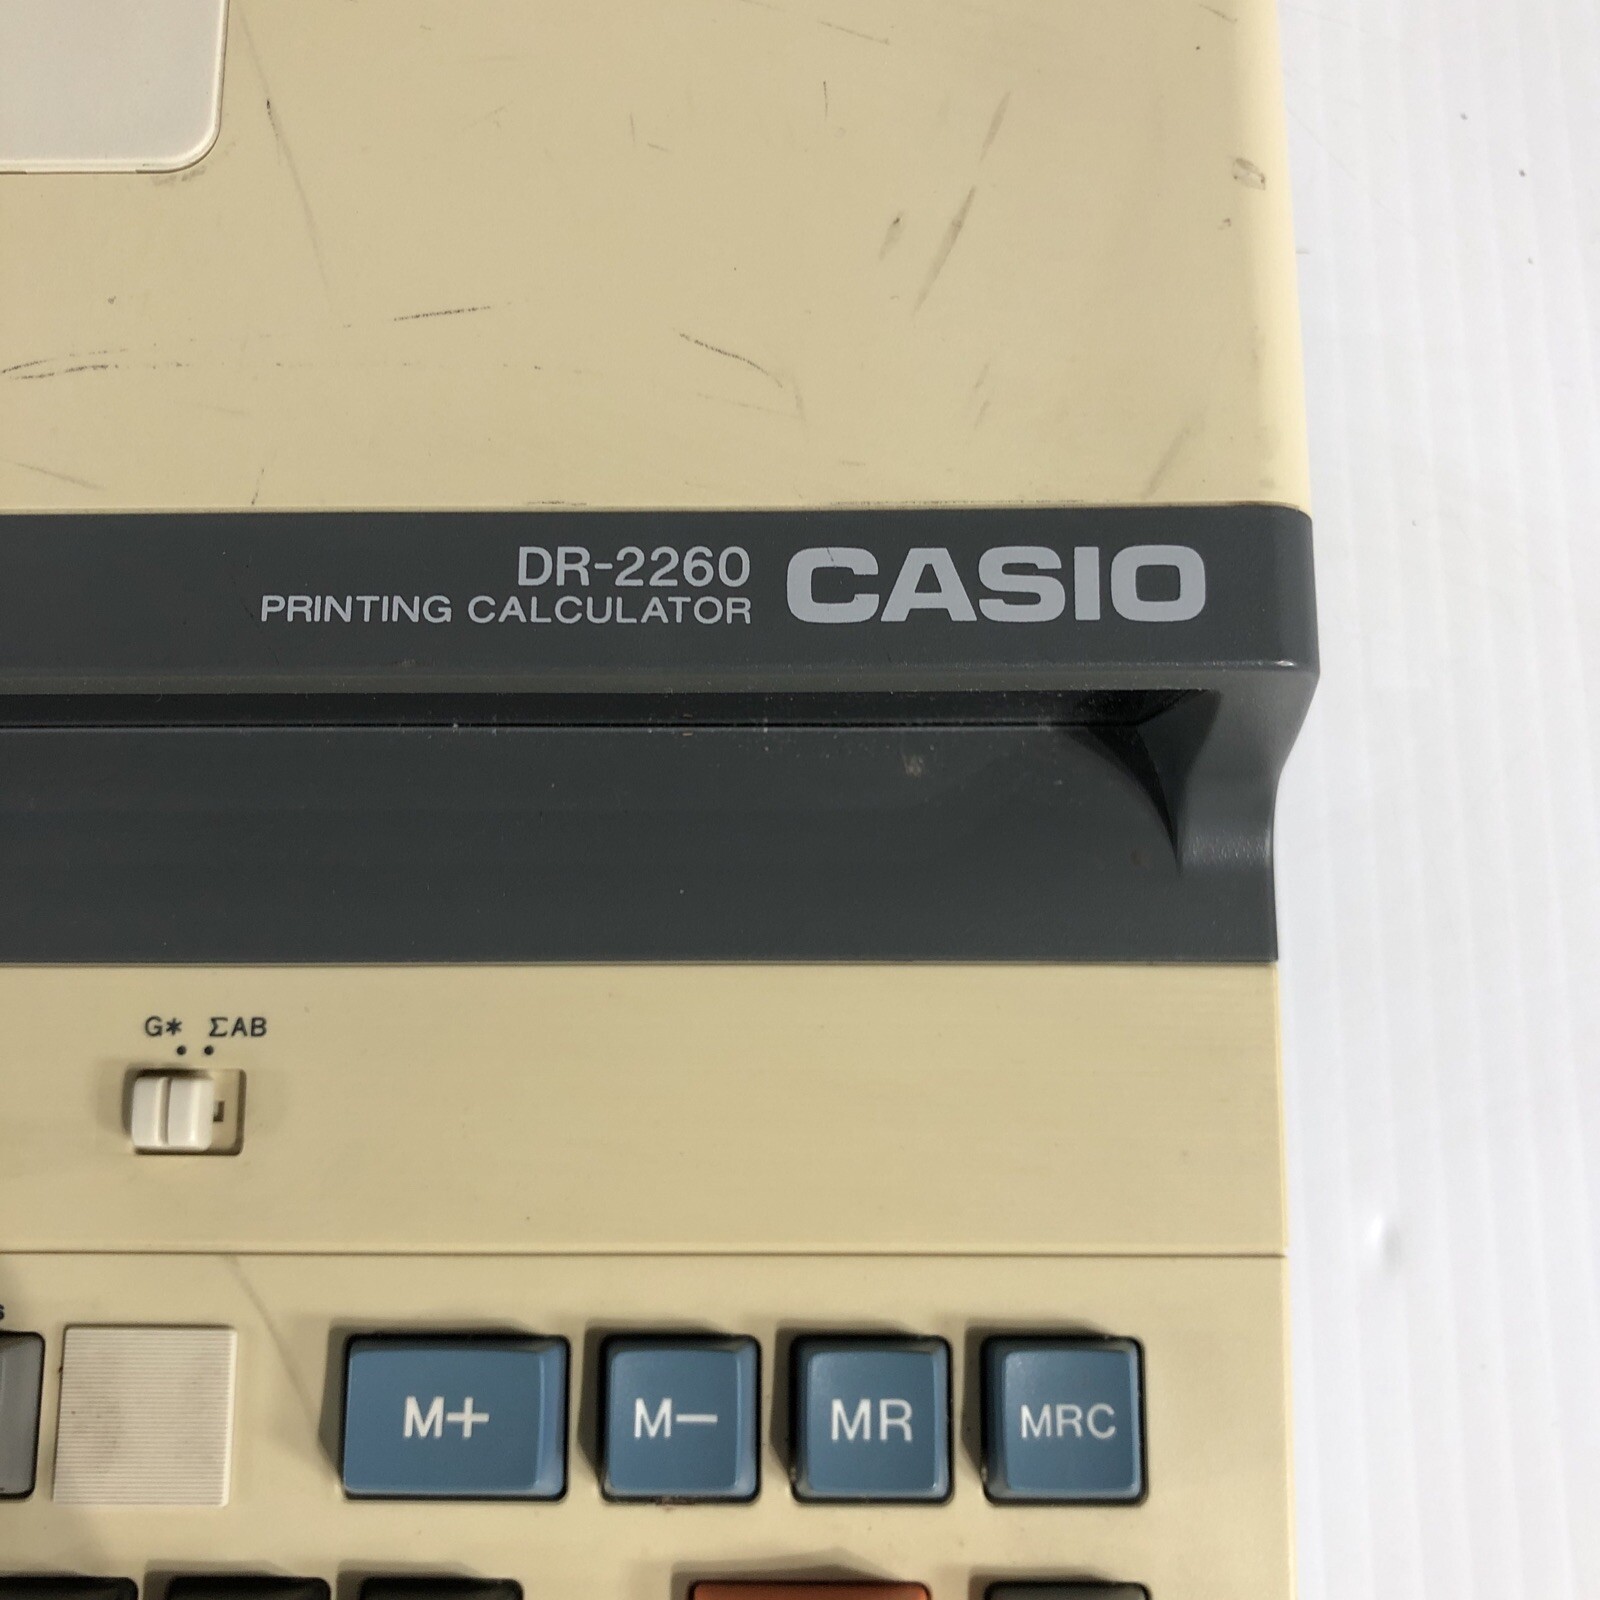 DR-2260
PRINTING CALCULATOR
CASIO
G* ΣAB
M+ M− MR MRC